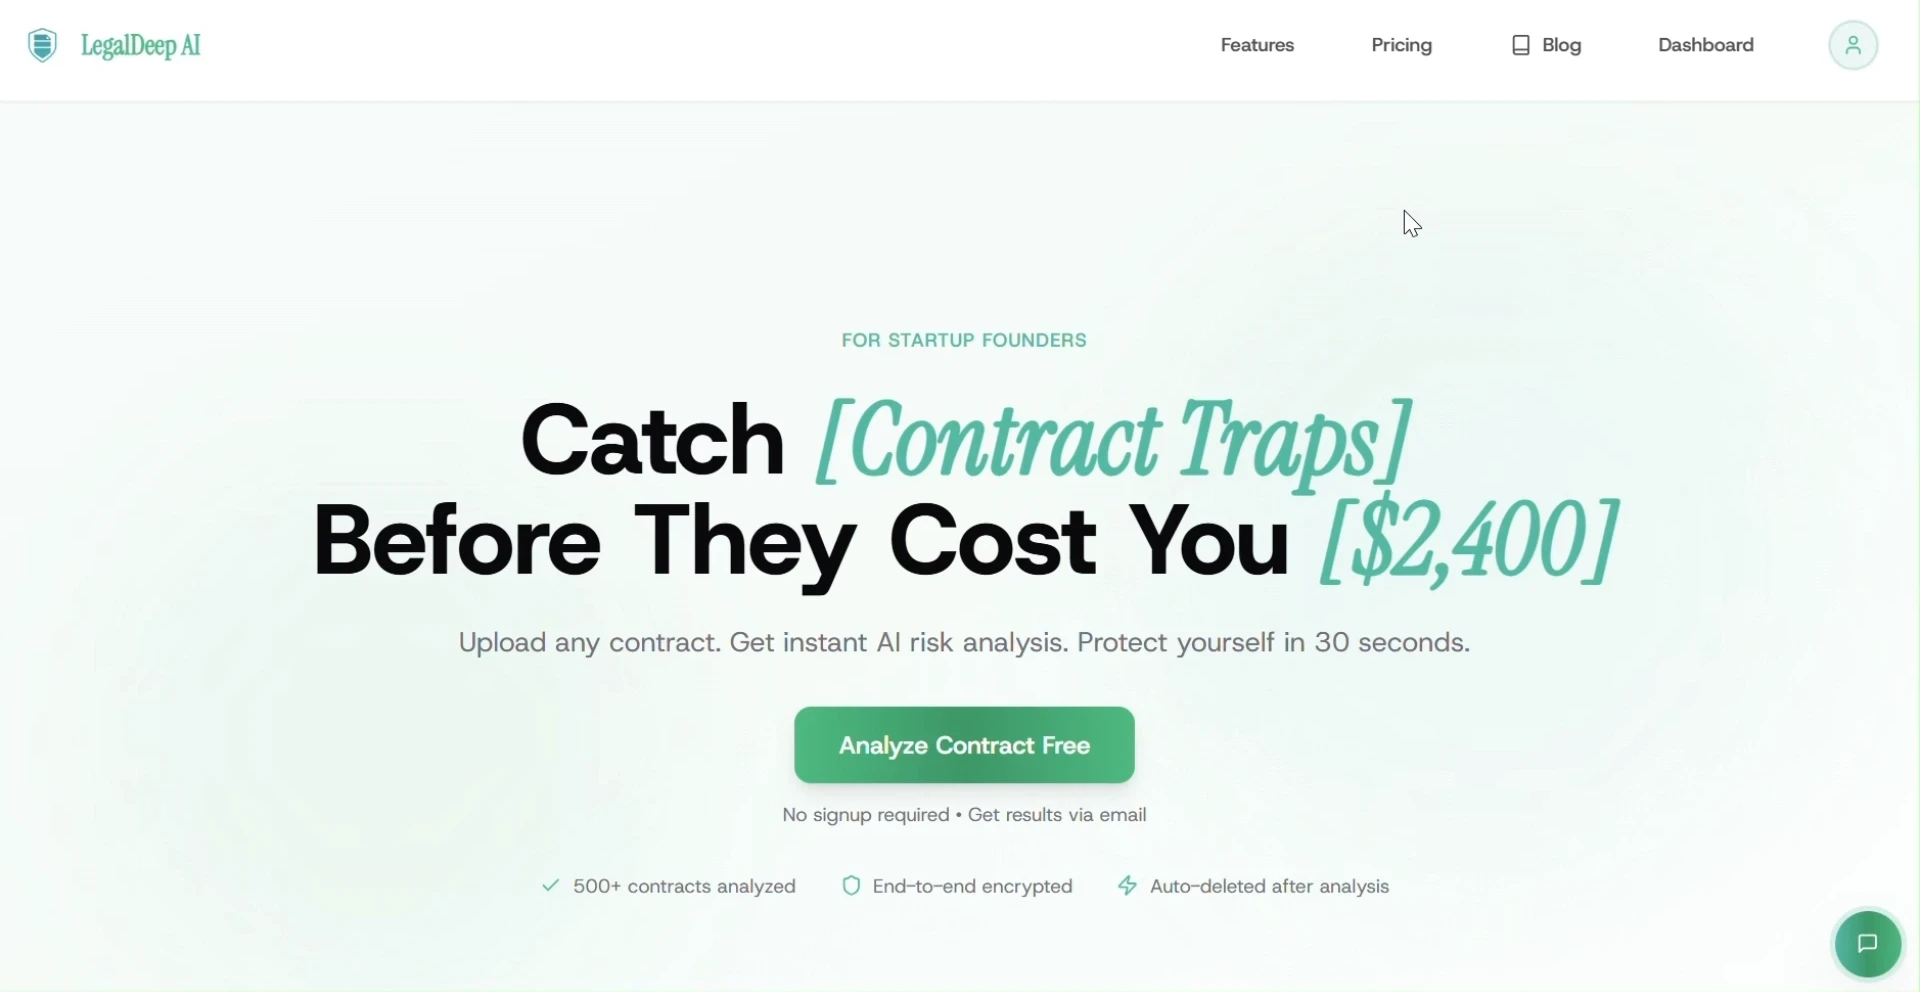 LegalDeep AI
Features
Pricing
Blog
Dashboard
FOR STARTUP FOUNDERS
Catch [Contract Traps]
Before They Cost You [$2,400]
Upload any contract. Get instant AI risk analysis. Protect yourself in 30 seconds.
Analyze Contract Free
No signup required • Get results via email
500+ contracts analyzed
End-to-end encrypted
Auto-deleted after analysis